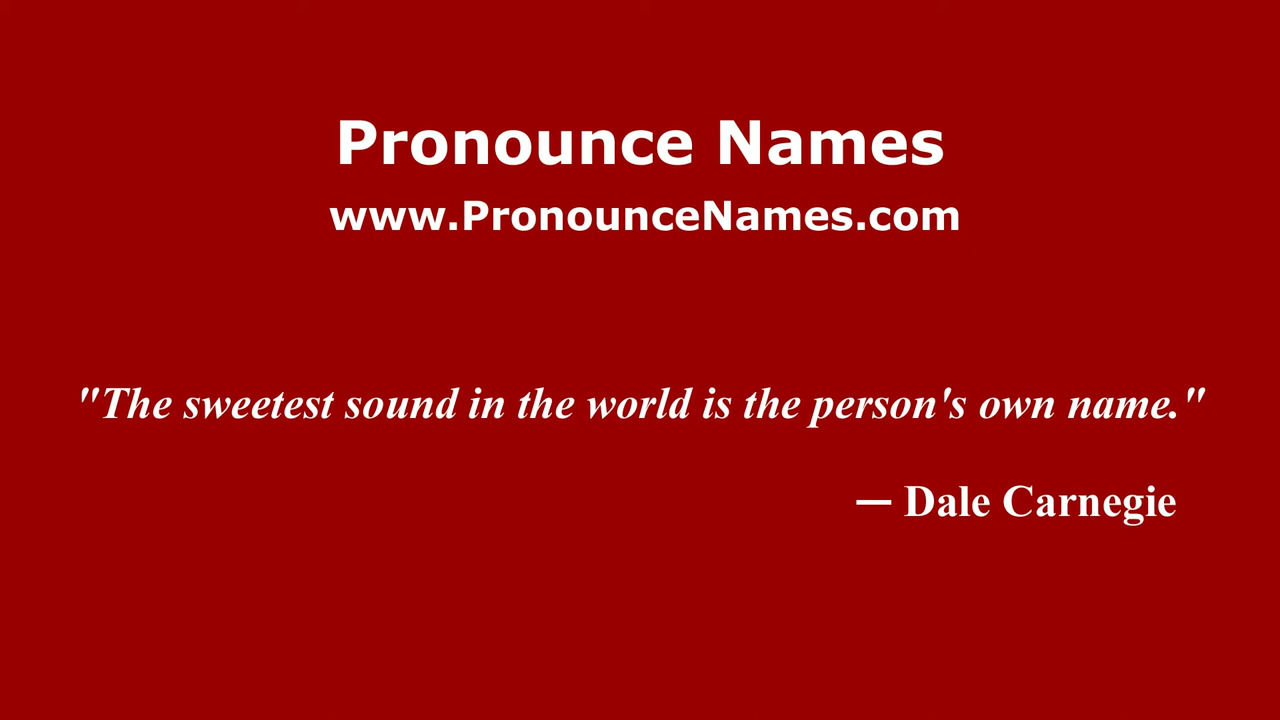 Pronounce Names
www.PronounceNames.com
"The sweetest sound in the world is the person's own name."
— Dale Carnegie